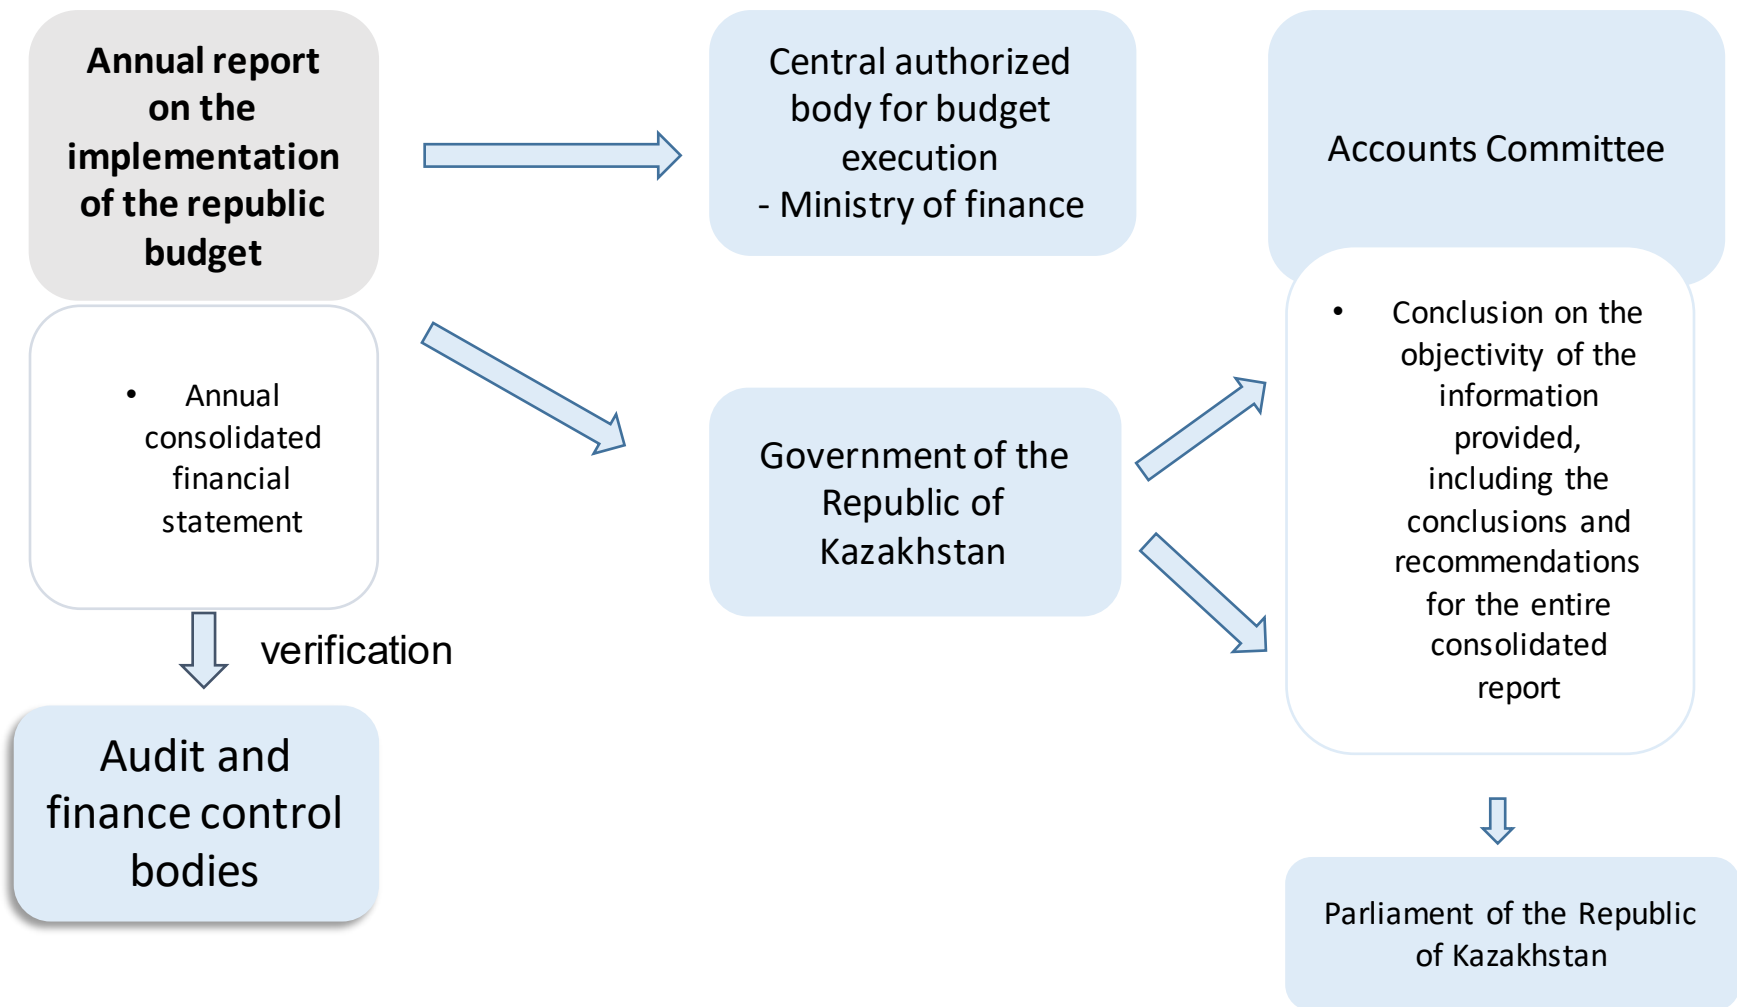 Annual report
on the
implementation
of the republic
budget
• Annual
consolidated
financial
statement
verification
Audit and
finance control
bodies
Central authorized
body for budget
execution
- Ministry of finance
Government of the
Republic of
Kazakhstan
Accounts Committee
• Conclusion on the
objectivity of the
information
provided,
including the
conclusions and
recommendations
for the entire
consolidated
report
Parliament of the Republic
of Kazakhstan